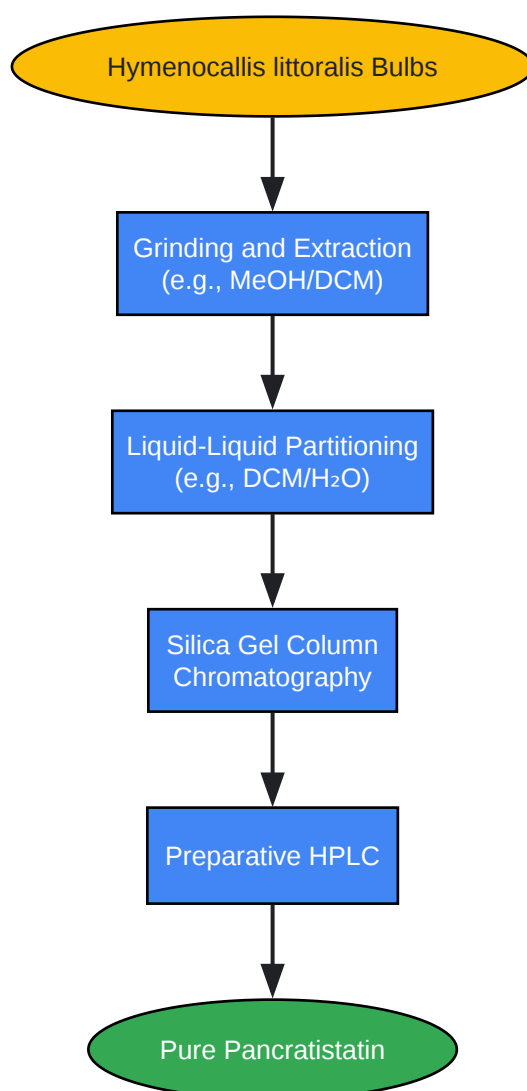 Hymenocallis littoralis Bulbs
Grinding and Extraction
(e.g., MeOH/DCM)
Liquid-Liquid Partitioning
(e.g., DCM/H₂O)
Silica Gel Column
Chromatography
Preparative HPLC
Pure Pancratistatin